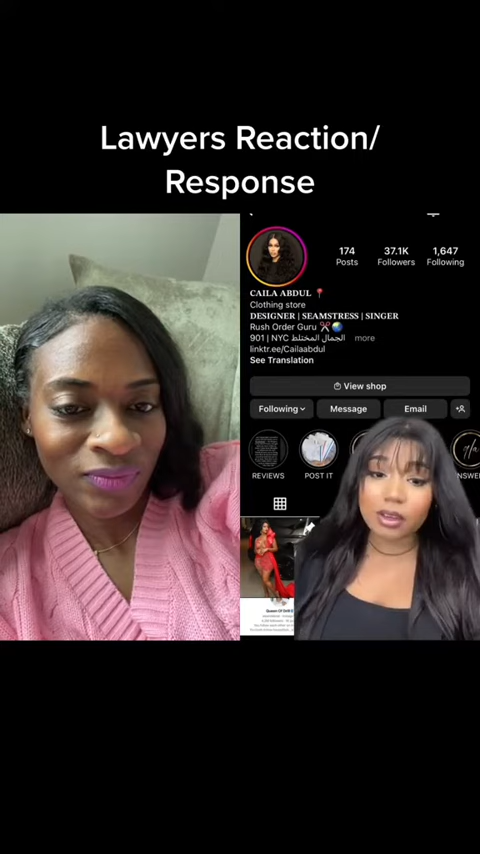 Lawyers Reaction/
Response
174
37.1K
1,647
Posts
Followers
Following
CAILA ABDUL 📍
Clothing store
DESIGNER | SEAMSTRESS | SINGER
Rush Order Guru ✂️🌎
901 | NYC الجمال المختلط more
linktr.ee/Cailaabdul
See Translation
View shop
Following
Message
Email
REVIEWS
POST IT